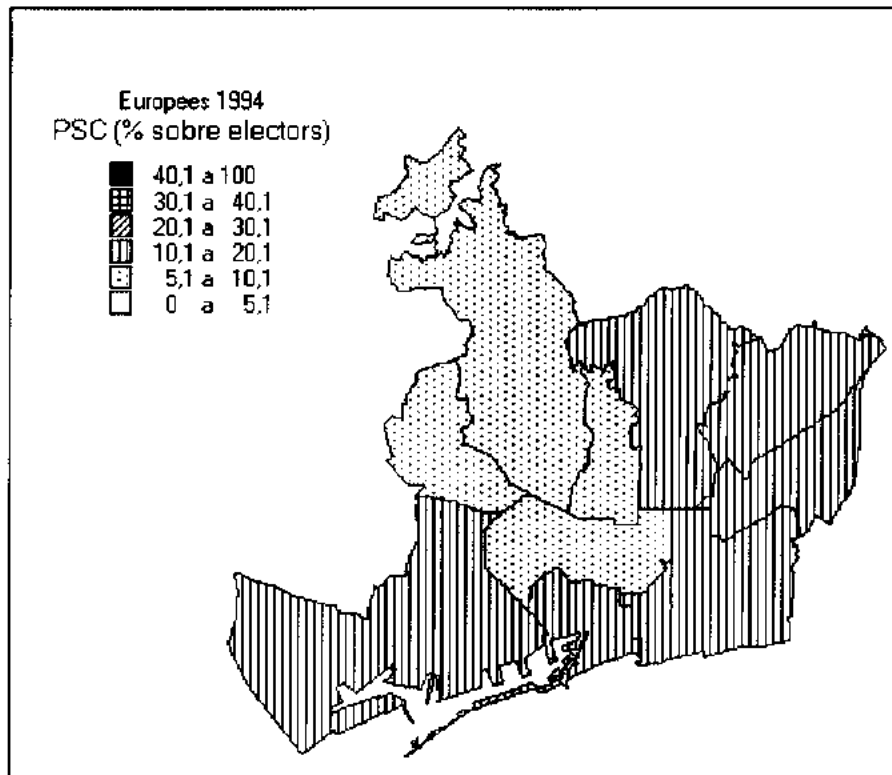 Europees 1994
PSC (% sobre electors)
40,1 a 100
30,1 a 40,1
20,1 a 30,1
10,1 a 20,1
5,1 a 10,1
0 a 5,1